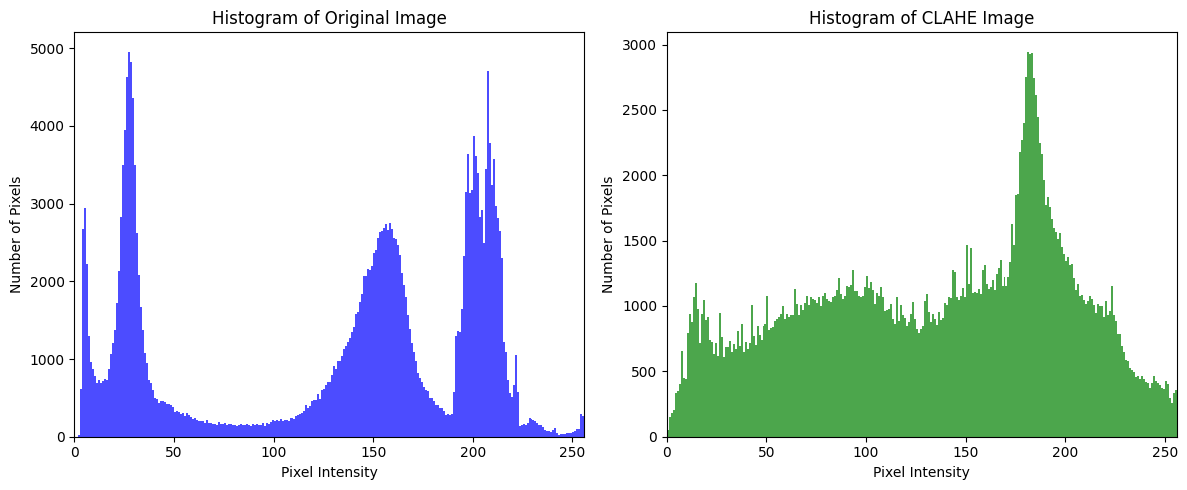 Histogram of Original Image
Number of Pixels
5000
4000
3000
2000
1000
0
0 50 100 150 200 250
Pixel Intensity
Histogram of CLAHE Image
Number of Pixels
3000
2500
2000
1500
1000
500
0
0 50 100 150 200 250
Pixel Intensity